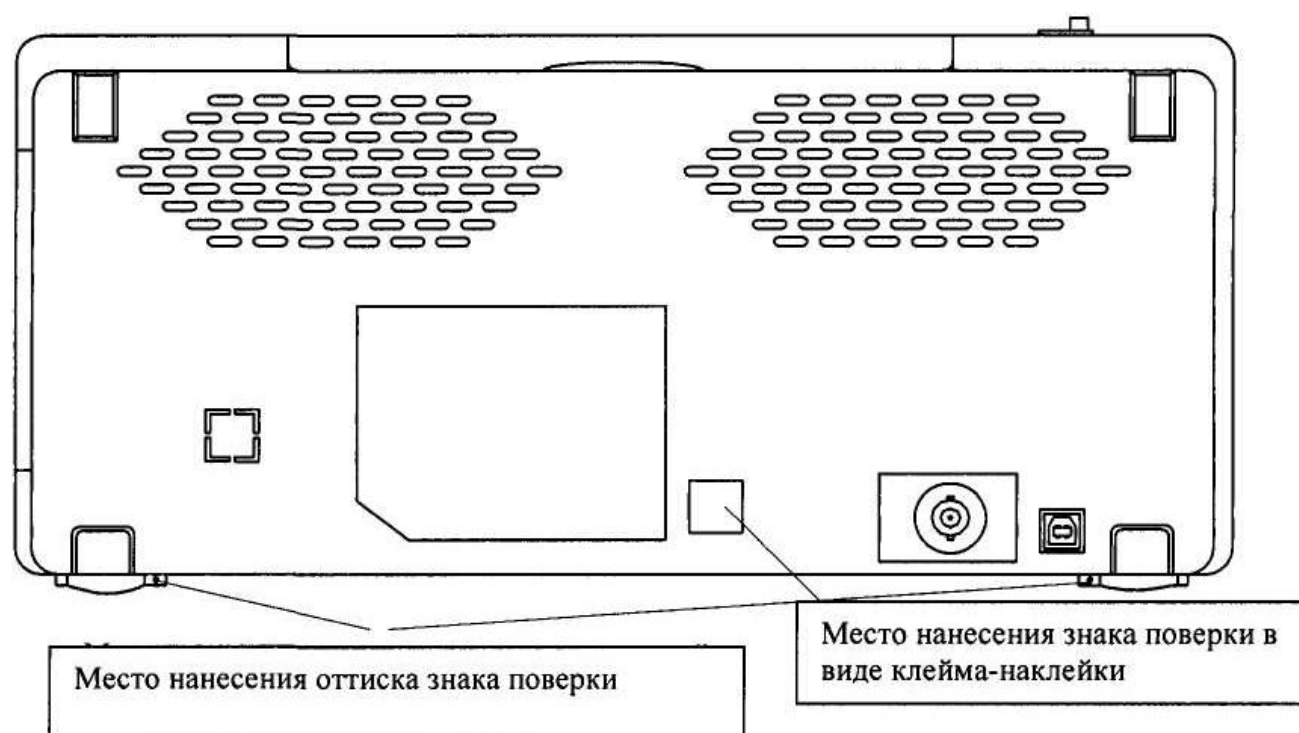 Место нанесения оттиска знака поверки
Место нанесения знака поверки в
виде клейма-наклейки